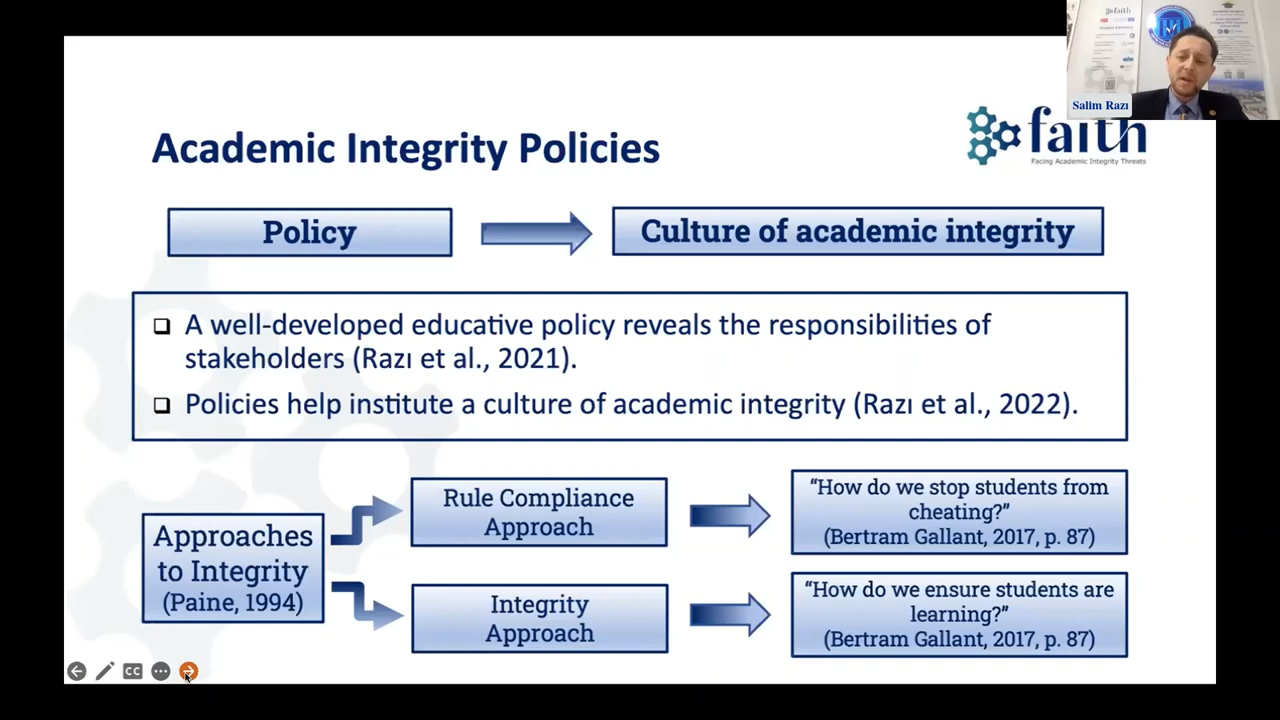 faith
Salim Razı
faith
Facing Academic Integrity Threats
Academic Integrity Policies
Policy
Culture of academic integrity
A well-developed educative policy reveals the responsibilities of
stakeholders (Razı et al., 2021).
Policies help institute a culture of academic integrity (Razı et al., 2022).
Approaches
to Integrity
(Paine, 1994)
Rule Compliance
Approach
“How do we stop students from
cheating?”
(Bertram Gallant, 2017, p. 87)
Integrity
Approach
“How do we ensure students are
learning?”
(Bertram Gallant, 2017, p. 87)
CC